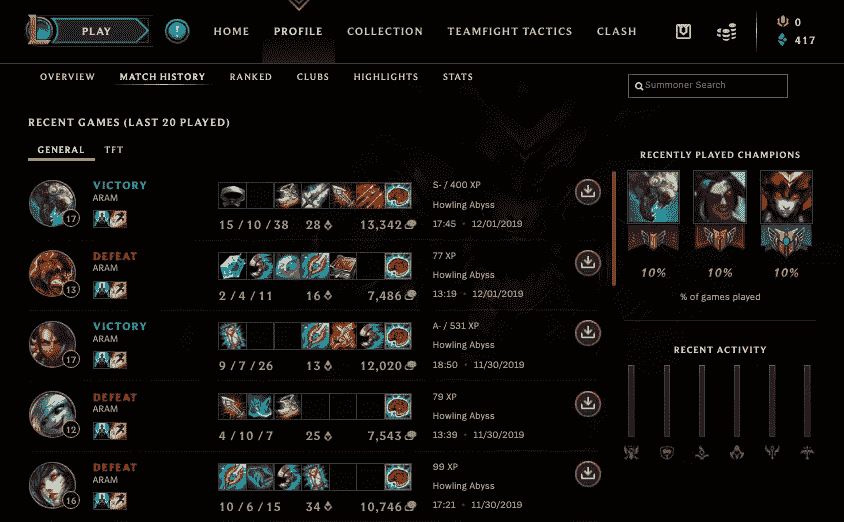 PLAY HOME PROFILE COLLECTION TEAMFIGHT TACTICS CLASH 0
417
OVERVIEW MATCH HISTORY RANKED CLUBS HIGHLIGHTS STATS
Summoner Search
RECENT GAMES (LAST 20 PLAYED)
GENERAL TFT
RECENTLY PLAYED CHAMPIONS
17
VICTORY
ARAM
15 / 10 / 38 28 13,342
S- / 400 XP
Howling Abyss
17:45 • 12/01/2019
13
DEFEAT
ARAM
2 / 4 / 11 16 7,486
77 XP
Howling Abyss
13:19 • 12/01/2019
17
VICTORY
ARAM
9 / 7 / 26 13 12,020
A- / 531 XP
Howling Abyss
18:50 • 11/30/2019
12
DEFEAT
ARAM
4 / 10 / 7 25 7,543
79 XP
Howling Abyss
13:39 • 11/30/2019
16
DEFEAT
ARAM
10 / 6 / 15 34 10,746
99 XP
Howling Abyss
17:21 • 11/30/2019
10% 10% 10%
% of games played
RECENT ACTIVITY